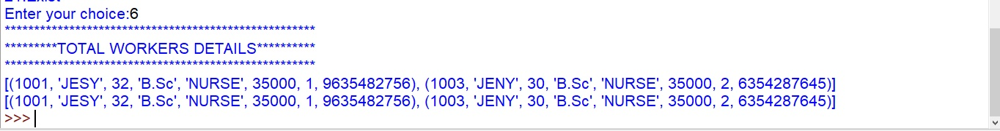 Enter your choice:6
*****************************************************
*********TOTAL WORKERS DETAILS**********
*****************************************************
[(1001, 'JESY', 32, 'B.Sc', 'NURSE', 35000, 1, 9635482756), (1003, 'JENY', 30, 'B.Sc', 'NURSE', 35000, 2, 6354287645)]
[(1001, 'JESY', 32, 'B.Sc', 'NURSE', 35000, 1, 9635482756), (1003, 'JENY', 30, 'B.Sc', 'NURSE', 35000, 2, 6354287645)]
>>>